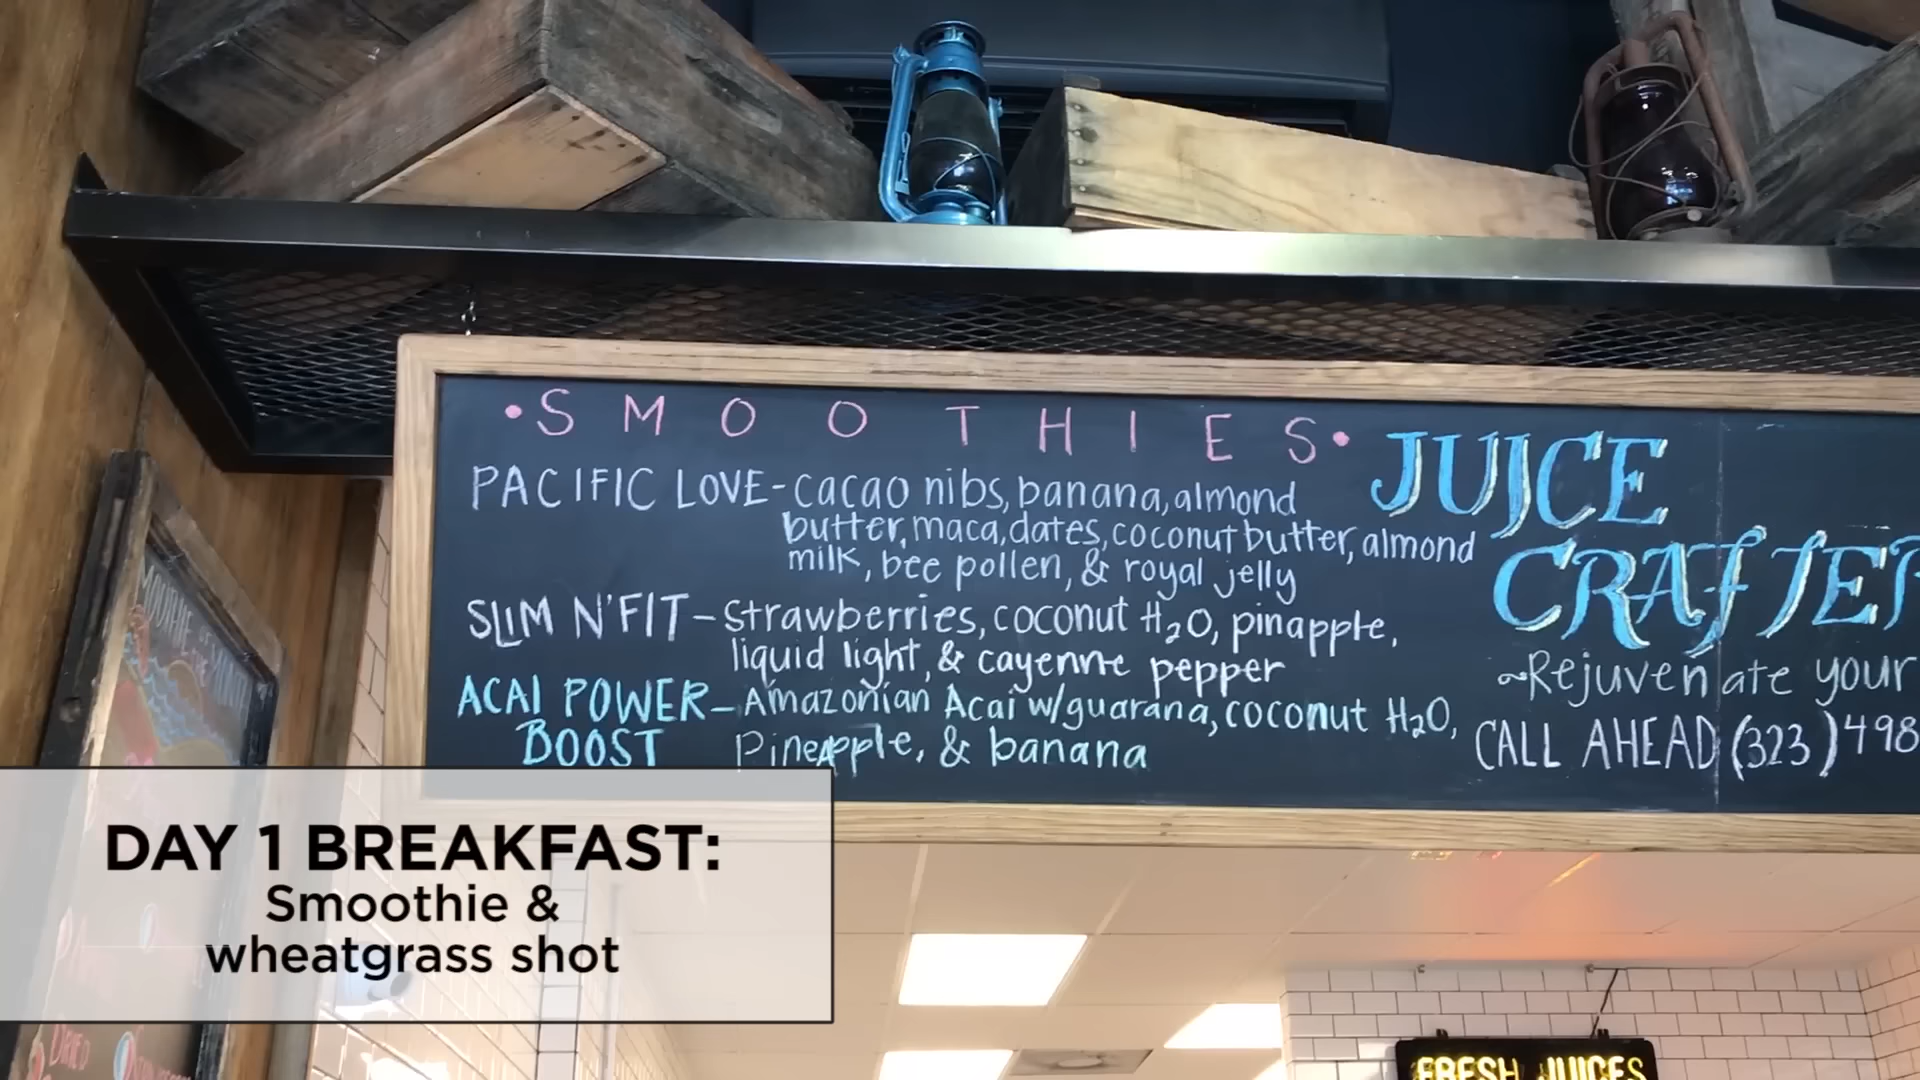 •SMOOTHIES•
PACIFIC LOVE-cacao nibs, banana, almond
butter, maca, dates, coconut butter, almond
milk, bee pollen, & royal jelly
SLIM N'FIT-strawberries, coconut H₂O, pinapple,
liquid light, & cayenne pepper
ACAI POWER-Amazonian Acai w/guarana, coconut H₂O,
BOOST Pineapple, & banana
JUICE
CRAFTER
~Rejuvenate your
CALL AHEAD (323) 498
DAY 1 BREAKFAST:
Smoothie &
wheatgrass shot
FRESH JUICES